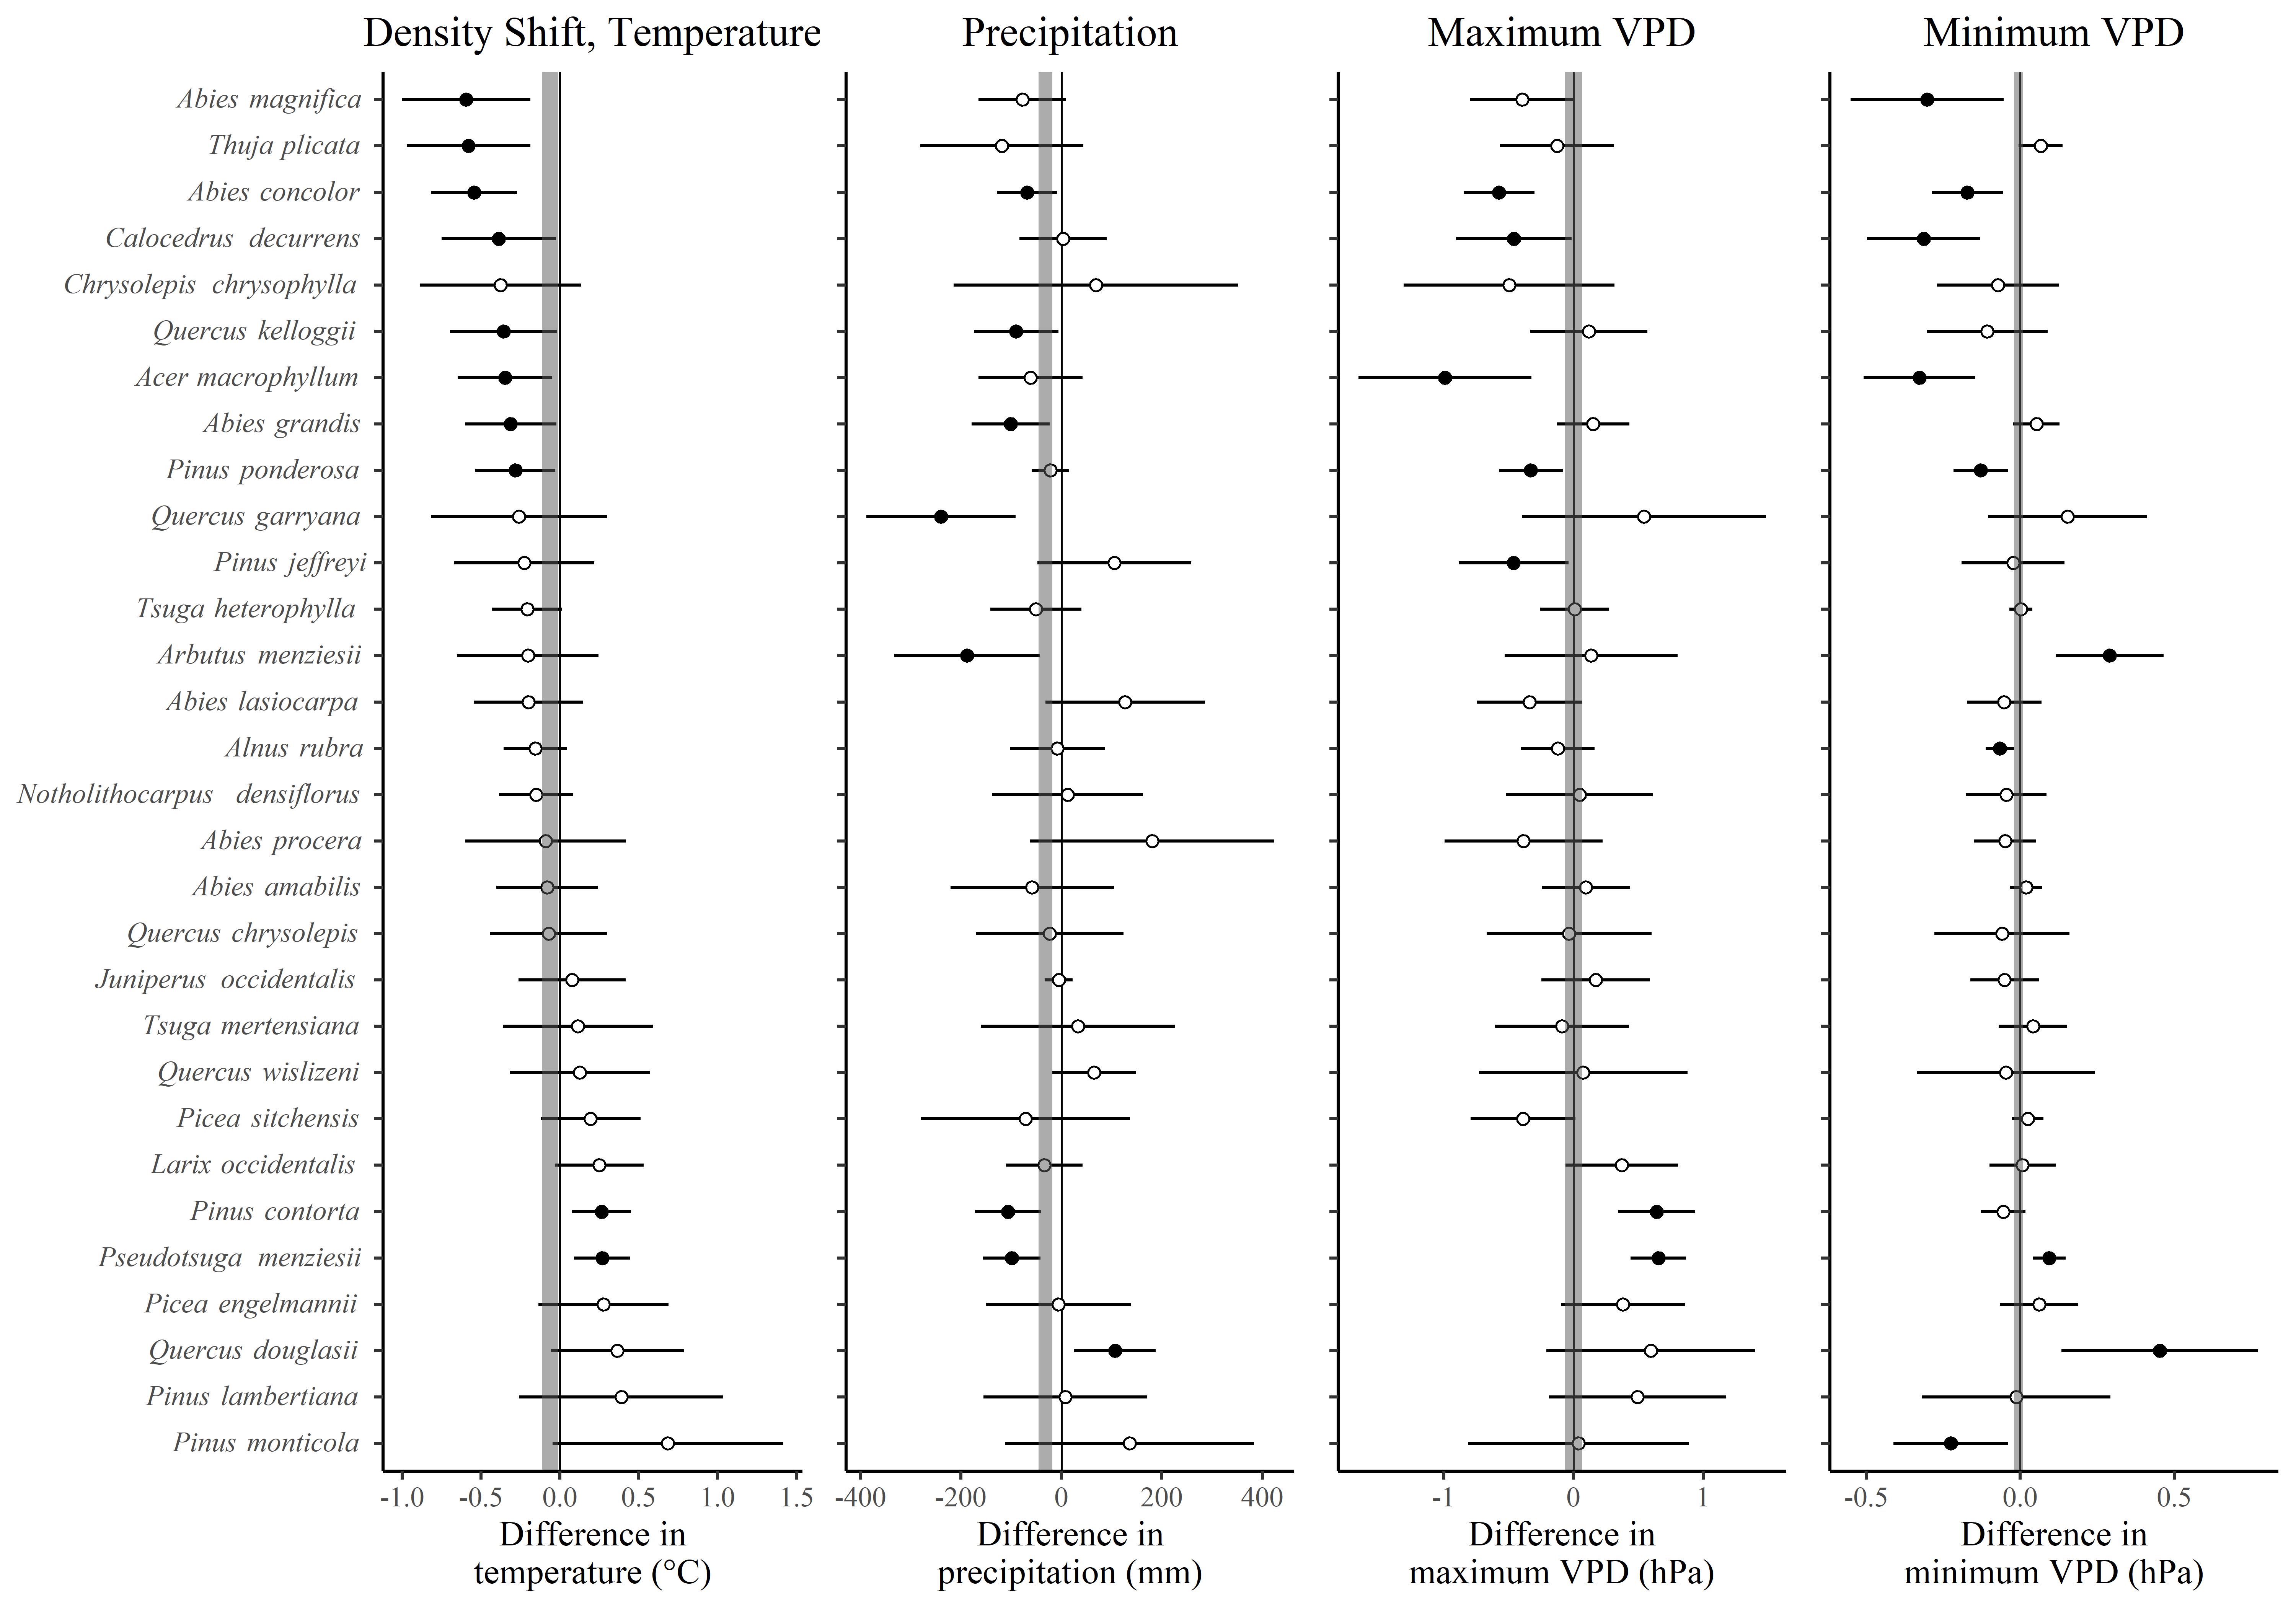 Density Shift, Temperature
Precipitation
Maximum VPD
Minimum VPD
Abies magnifica
Thuja plicata
Abies concolor
Calocedrus decurrens
Chrysolepis chrysophylla
Quercus kelloggii
Acer macrophyllum
Abies grandis
Pinus ponderosa
Quercus garryana
Pinus jeffreyi
Tsuga heterophylla
Arbutus menziesii
Abies lasiocarpa
Alnus rubra
Notholithocarpus densiflorus
Abies procera
Abies amabilis
Quercus chrysolepis
Juniperus occidentalis
Tsuga mertensiana
Quercus wislizeni
Picea sitchensis
Larix occidentalis
Pinus contorta
Pseudotsuga menziesii
Picea engelmannii
Quercus douglasii
Pinus lambertiana
Pinus monticola
-1.0 -0.5 0.0 0.5 1.0 1.5
-400 -200 0 200 400
-1 0 1
-0.5 0.0 0.5
Difference in
temperature (°C)
Difference in
precipitation (mm)
Difference in
maximum VPD (hPa)
Difference in
minimum VPD (hPa)